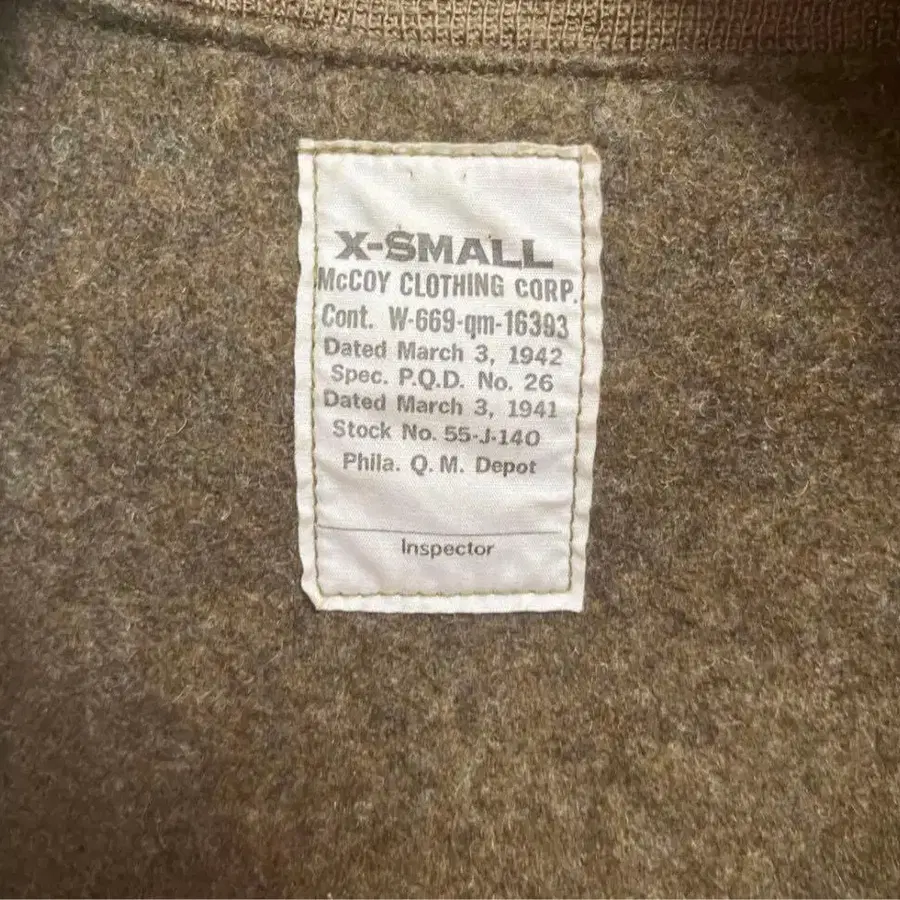 X-SMALL
McCOY CLOTHING CORP.
Cont. W-669-qm-16393
Dated March 3, 1942
Spec. P.Q.D. No. 26
Dated March 3, 1941
Stock No. 55-J-140
Phila. Q. M. Depot
Inspector